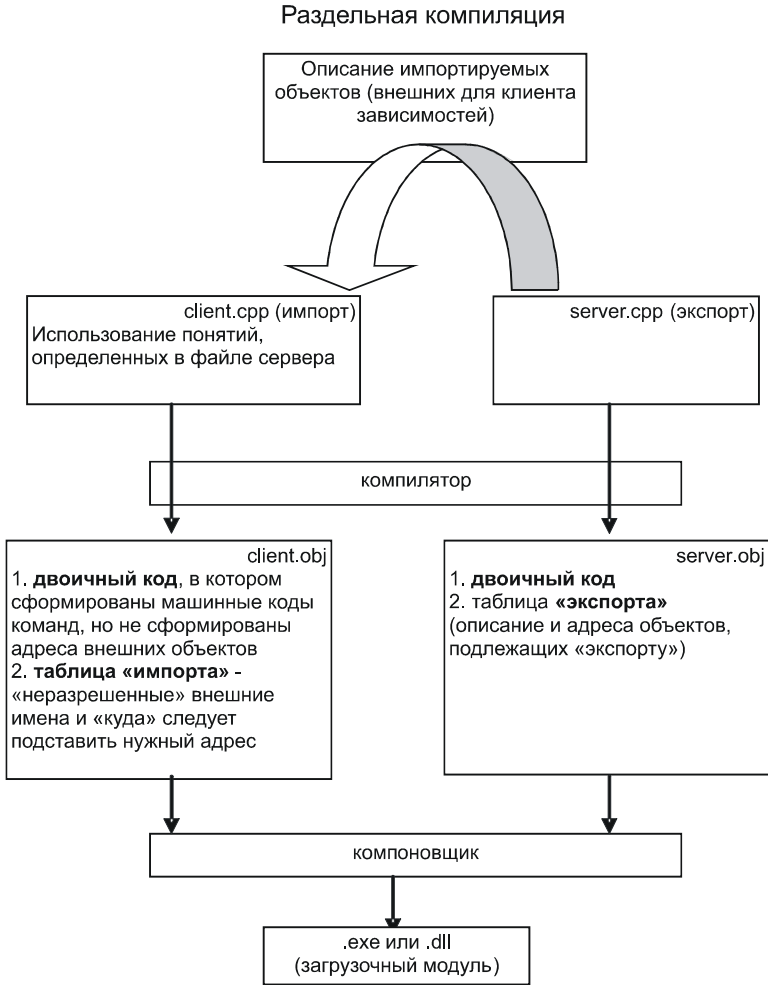 Раздельная компиляция
Описание импортируемых
объектов (внешних для клиента
зависимостей)
client.cpp (импорт)
Использование понятий,
определенных в файле сервера
server.cpp (экспорт)
компилятор
client.obj
1. двоичный код, в котором
сформированы машинные коды
команд, но не сформированы
адреса внешних объектов
2. таблица «импорта» -
«неразрешенные» внешние
имена и «куда» следует
подставить нужный адрес
server.obj
1. двоичный код
2. таблица «экспорта»
(описание и адреса объектов,
подлежащих «экспорту»)
компоновщик
.exe или .dll
(загрузочный модуль)